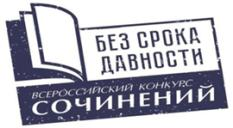 БЕЗ СРОКА
ДАВНОСТИ
ВСЕРОССИЙСКИЙ КОНКУРС
СОЧИНЕНИЙ